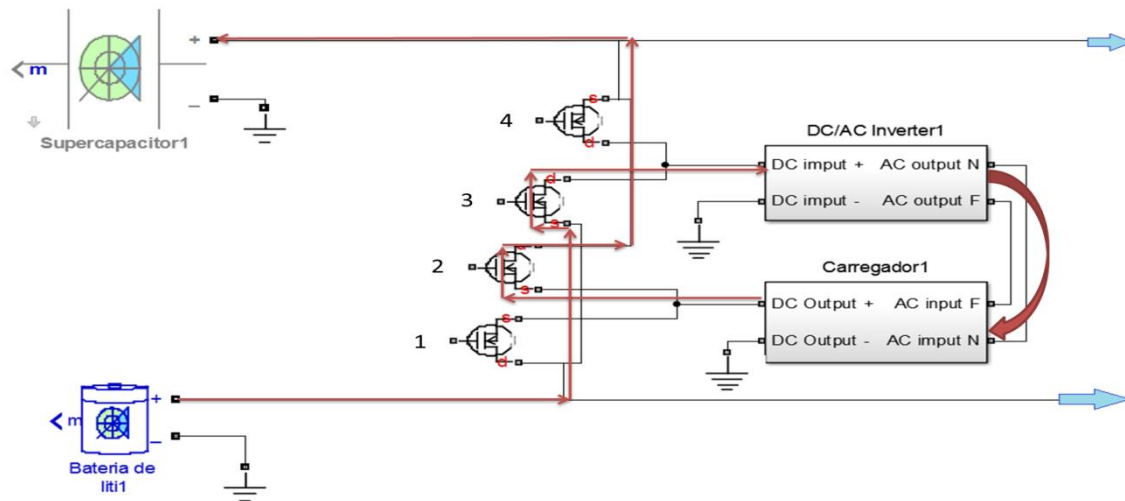 +
m
–
Supercapacitor1
4
s
d
DC/AC Inverter1
DC imput +
AC output N
DC imput -
AC output F
3
d
s
2
d
s
Carregador1
DC Output +
AC imput F
DC Output -
AC imput N
1
s
d
+
m
–
Bateria de
liti1